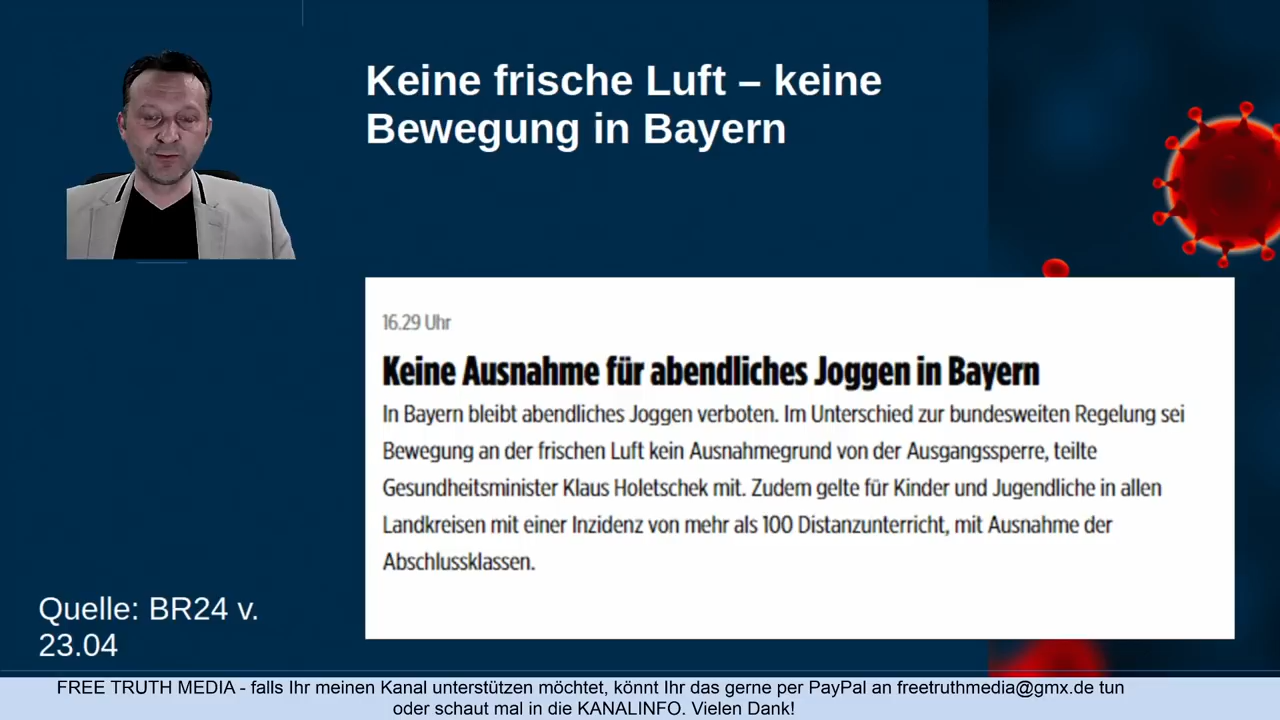 Keine frische Luft – keine
Bewegung in Bayern
16.29 Uhr
Keine Ausnahme für abendliches Joggen in Bayern
In Bayern bleibt abendliches Joggen verboten. Im Unterschied zur bundesweiten Regelung sei
Bewegung an der frischen Luft kein Ausnahmegrund von der Ausgangssperre, teilte
Gesundheitsminister Klaus Holetschek mit. Zudem gelte für Kinder und Jugendliche in allen
Landkreisen mit einer Inzidenz von mehr als 100 Distanzunterricht, mit Ausnahme der
Abschlussklassen.
Quelle: BR24 v.
23.04
FREE TRUTH MEDIA - falls Ihr meinen Kanal unterstützen möchtet, könnt Ihr das gerne per PayPal an freetruthmedia@gmx.de tun
oder schaut mal in die KANALINFO. Vielen Dank!